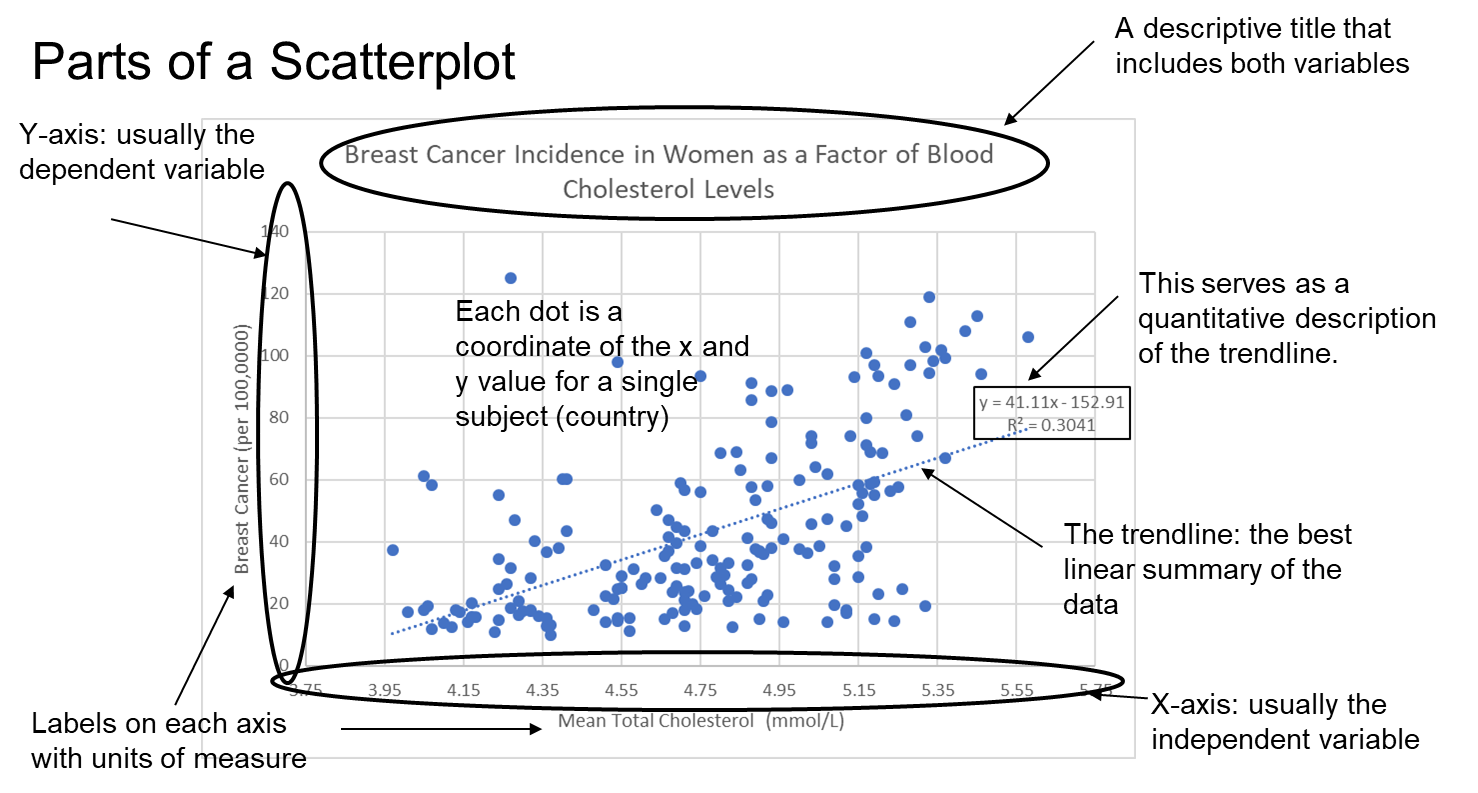 Parts of a Scatterplot
A descriptive title that
includes both variables
Y-axis: usually the
dependent variable
Breast Cancer Incidence in Women as a Factor of Blood
Cholesterol Levels
140
120
100
80
60
40
20
0
Breast Cancer (per 100,0000)
Each dot is a
coordinate of the x and
y value for a single
subject (country)
This serves as a
quantitative description
of the trendline.
y = 41.11x - 152.91
R² = 0.3041
The trendline: the best
linear summary of the
data
3.75 3.95 4.15 4.35 4.55 4.75 4.95 5.15 5.35 5.55 5.75
Mean Total Cholesterol (mmol/L)
Labels on each axis
with units of measure
X-axis: usually the
independent variable